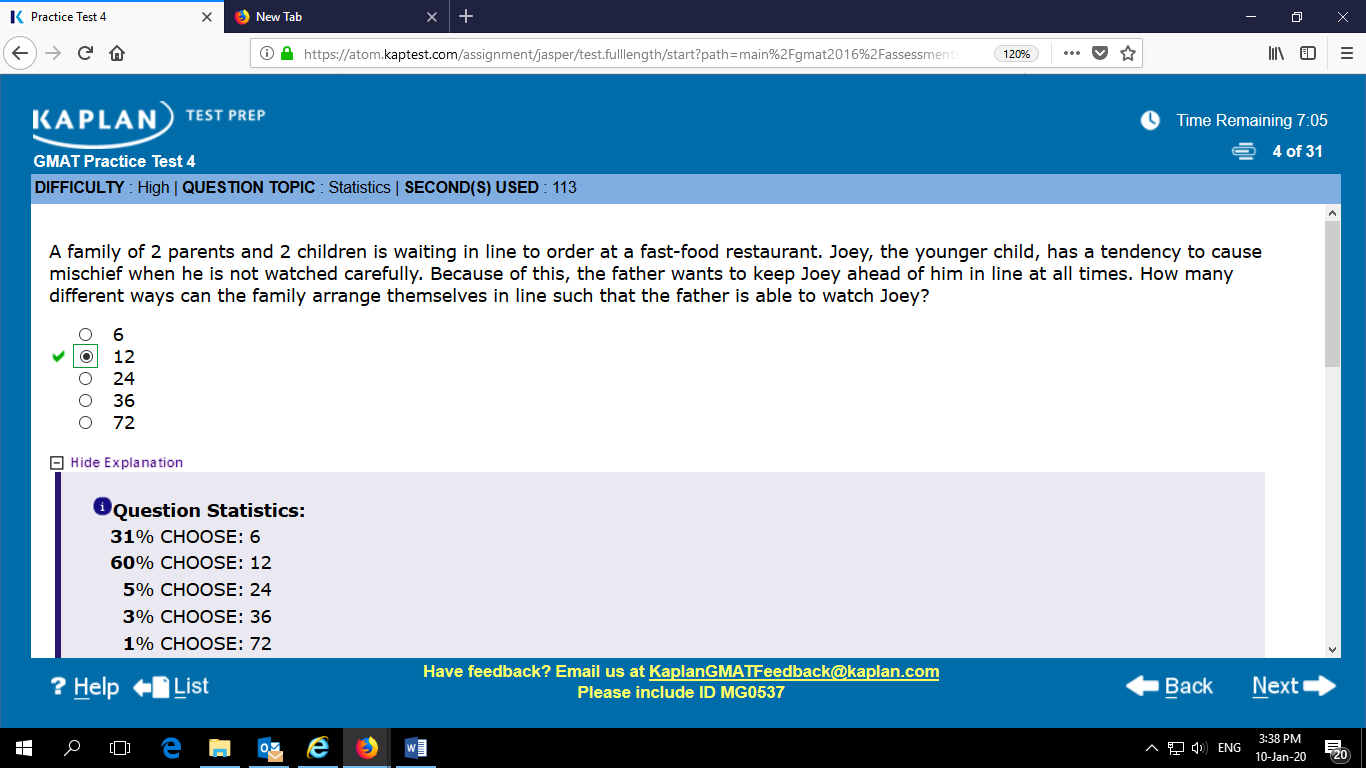 Practice Test 4
New Tab
https://atom.kaptest.com/assignment/jasper/test.fulllength/start?path=main%2Fgmat2016%2Fassessment
120%
KAPLAN TEST PREP
Time Remaining 7:05
GMAT Practice Test 4
4 of 31
DIFFICULTY : High | QUESTION TOPIC : Statistics | SECOND(S) USED : 113
A family of 2 parents and 2 children is waiting in line to order at a fast-food restaurant. Joey, the younger child, has a tendency to cause
mischief when he is not watched carefully. Because of this, the father wants to keep Joey ahead of him in line at all times. How many
different ways can the family arrange themselves in line such that the father is able to watch Joey?
6
12
24
36
72
Hide Explanation
Question Statistics:
31% CHOOSE: 6
60% CHOOSE: 12
5% CHOOSE: 24
3% CHOOSE: 36
1% CHOOSE: 72
Have feedback? Email us at KaplanGMATFeedback@kaplan.com
Please include ID MG0537
? Help List
Back Next
ENG
3:38 PM
10-Jan-20
20